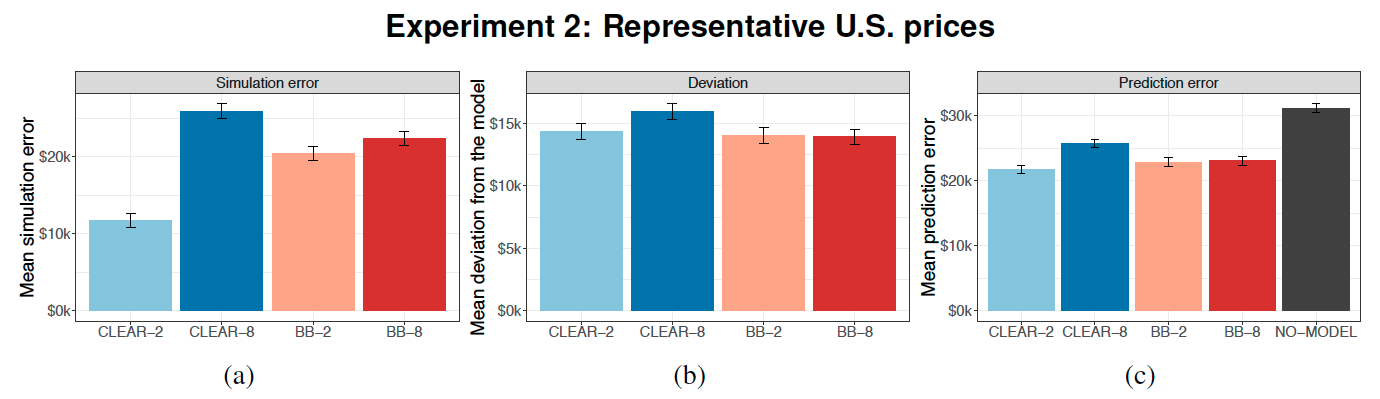 Experiment 2: Representative U.S. prices
Simulation error
Mean simulation error
$20k
$10k
$0k
CLEAR–2 CLEAR–8 BB–2 BB–8
(a)
Deviation
Mean deviation from the model
$15k
$10k
$5k
$0k
CLEAR–2 CLEAR–8 BB–2 BB–8
(b)
Prediction error
Mean prediction error
$30k
$20k
$10k
$0k
CLEAR–2 CLEAR–8 BB–2 BB–8 NO–MODEL
(c)